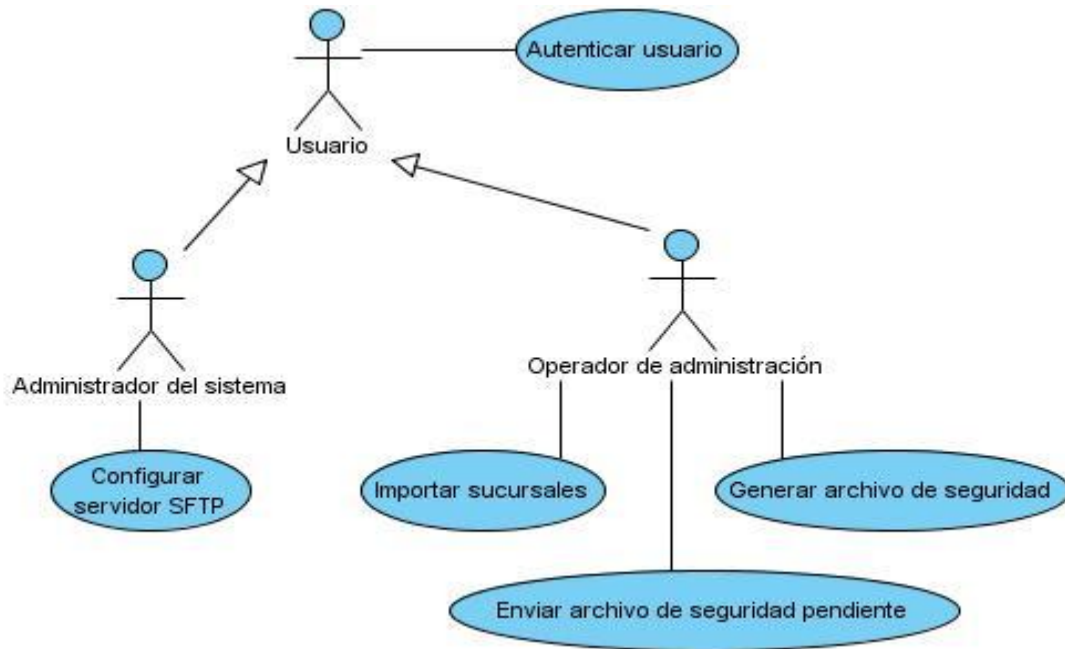 Autenticar usuario
Usuario
Administrador del sistema
Operador de administración
Configurar
servidor SFTP
Importar sucursales
Generar archivo de seguridad
Enviar archivo de seguridad pendiente